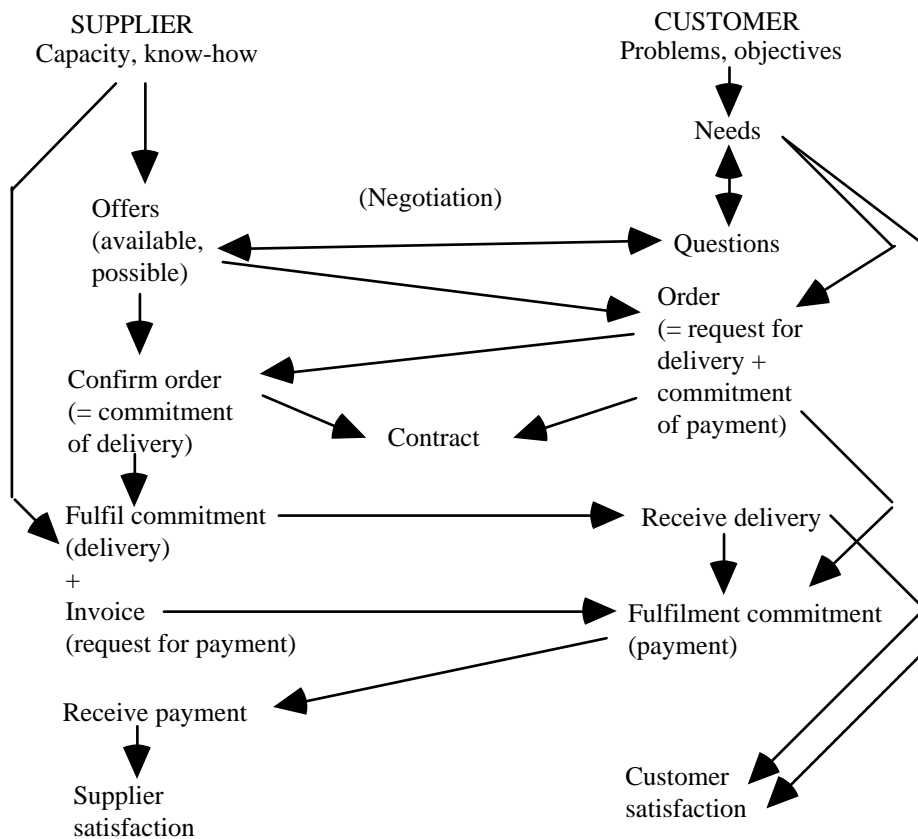 SUPPLIER
Capacity, know-how
CUSTOMER
Problems, objectives
Needs
(Negotiation)
Offers
(available,
possible)
Questions
Order
(= request for
delivery +
commitment
of payment)
Confirm order
(= commitment
of delivery)
Contract
Fulfil commitment
(delivery)
+
Invoice
(request for payment)
Receive delivery
Fulfilment commitment
(payment)
Receive payment
Supplier
satisfaction
Customer
satisfaction